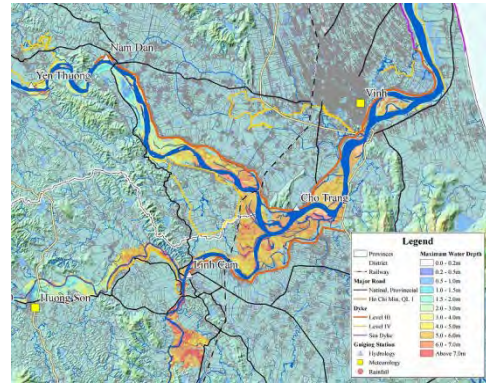 Nam Dan
Yen Thuong
Vinh
Cho Trang
Linh Cam
Huong Son
Legend
Provinces
District
Railway
Major Road
National, Provincial
Ho Chi Minh, QL 1
Dyke
Level III
Level IV
Sea Dyke
Gauging Station
Hydrology
Meteorology
Rainfall
Maximum Water Depth
0.0 - 0.2m
0.2 - 0.5m
0.5 - 1.0m
1.0 - 1.5m
1.5 - 2.0m
2.0 - 3.0m
3.0 - 4.0m
4.0 - 5.0m
5.0 - 6.0m
6.0 - 7.0m
Above 7.0m